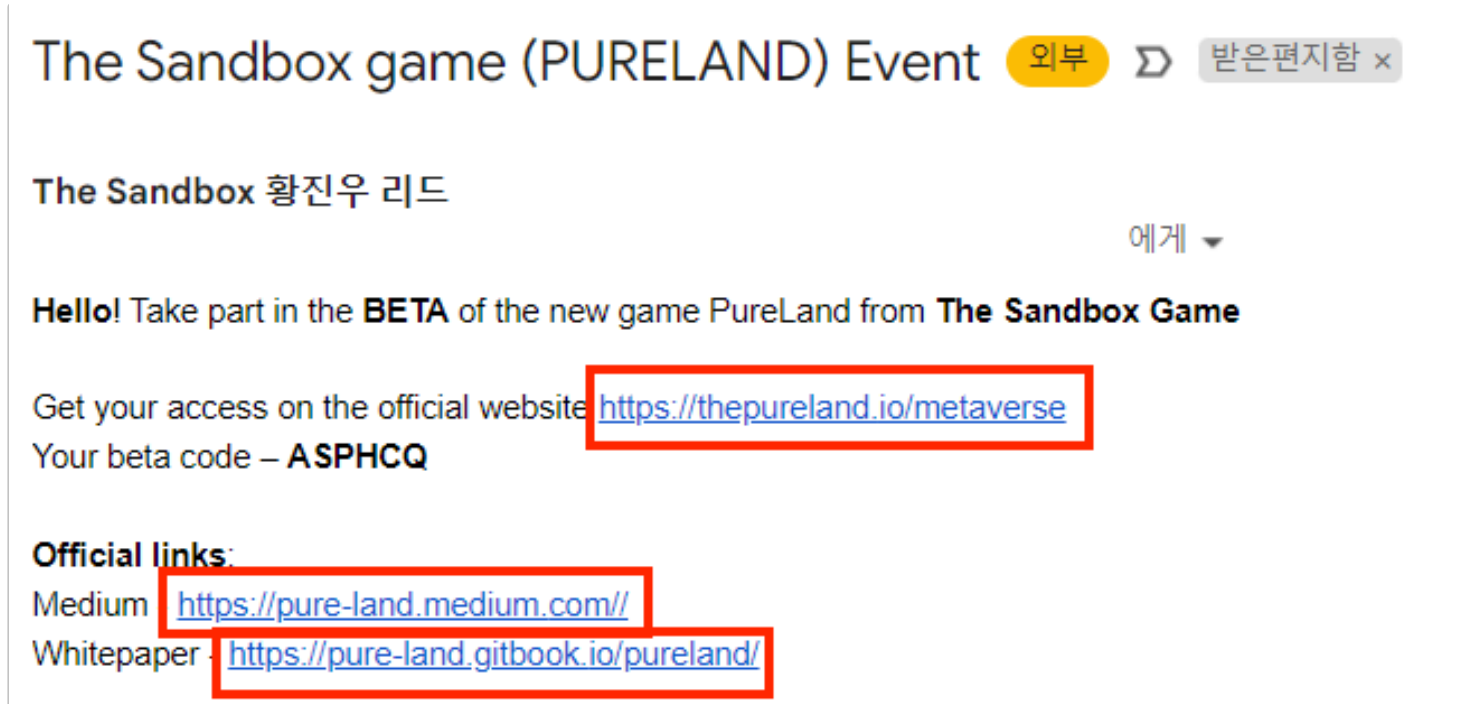 The Sandbox game (PURELAND) Event 외부 받은편지함 ×
The Sandbox 황진우 리드
에게
Hello! Take part in the BETA of the new game PureLand from The Sandbox Game
Get your access on the official website https://thepureland.io/metaverse
Your beta code – ASPHCQ
Official links:
Medium https://pure-land.medium.com//
Whitepaper - https://pure-land.gitbook.io/pureland/